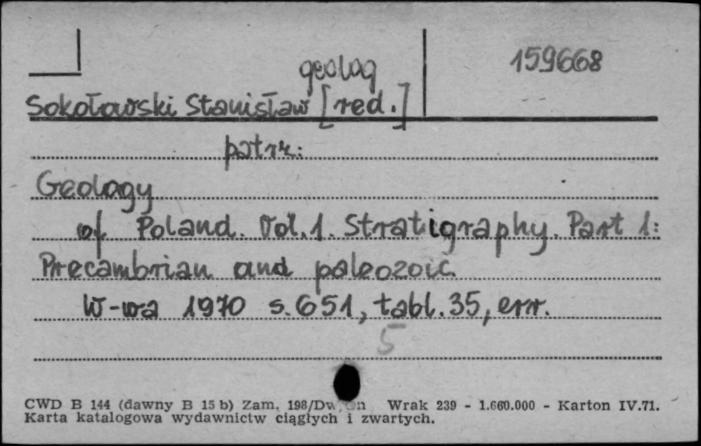 geolog 159668
Sokołowski Stanisław [red.]
patrz:
Geology
of Poland. Vol. 1. Stratigraphy. Part 1:
Precambrian and paleozoic
W-wa 1970 s. 651, tabl. 35, err.
5
CWD B 144 (dawny B 15 b) Zam. 198/Dw Wrak 239 - 1.660.000 - Karton IV.71.
Karta katalogowa wydawnictw ciągłych i zwartych.